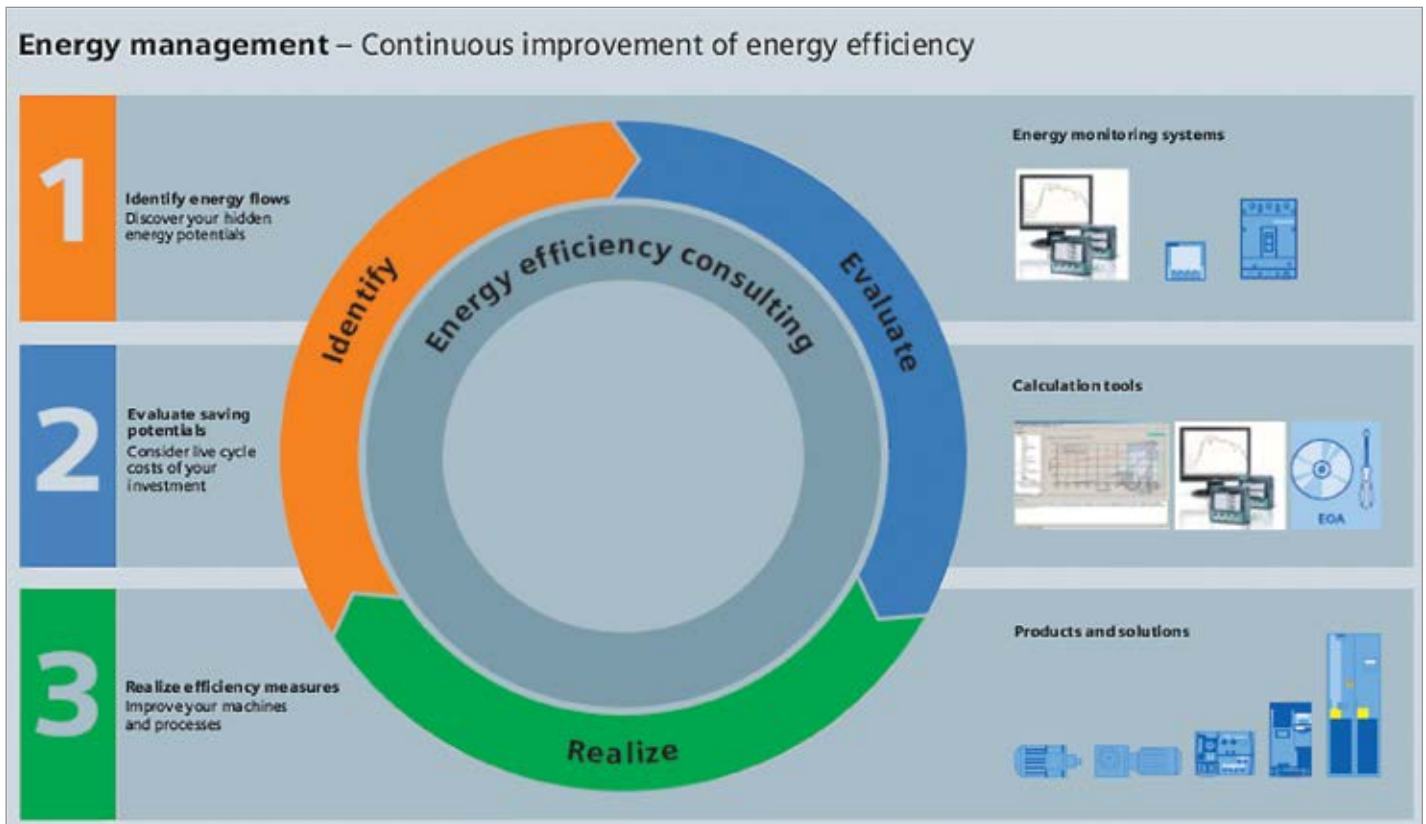 Energy management – Continuous improvement of energy efficiency
1
Identify energy flows
Discover your hidden
energy potentials
Identify
Energy efficiency consulting
Evaluate
Energy monitoring systems
2
Evaluate saving
potentials
Consider live cycle
costs of your
investment
Calculation tools
EOA
3
Realize efficiency measures
Improve your machines
and processes
Realize
Products and solutions